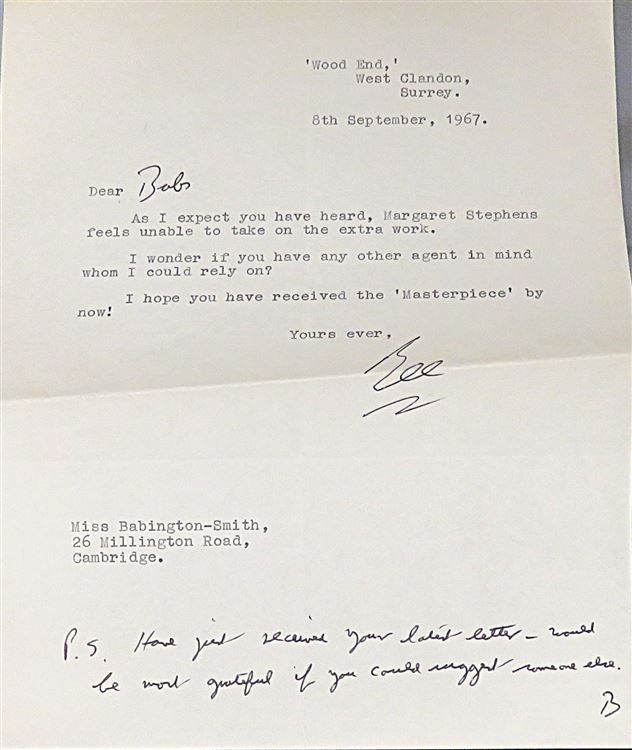 'Wood End,'
West Clandon,
Surrey.
8th September, 1967.
Dear Babs
As I expect you have heard, Margaret Stephens
feels unable to take on the extra work.
I wonder if you have any other agent in mind
whom I could rely on?
I hope you have received the 'Masterpiece' by
now!
Yours ever,
Bee
Miss Babington-Smith,
26 Millington Road,
Cambridge.
P.S. Have just received your latest letter – would
be most grateful if you could suggest someone else.
B